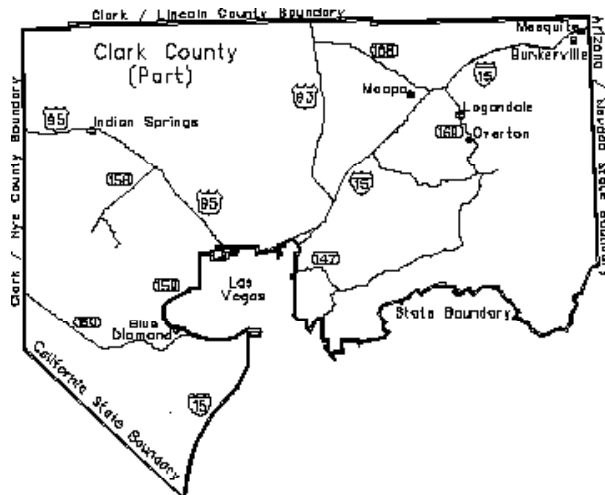 Clark / Lincoln County Boundary
Mesquite
Bunkerville
Clark County
(Part)
168
15
93
Moapa
Logandale
169
Overton
95
Indian Springs
156
95
15
147
Las
Vegas
159
Blue
Diamond
160
State Boundary
15
California State Boundary
Clark / Nye County Boundary